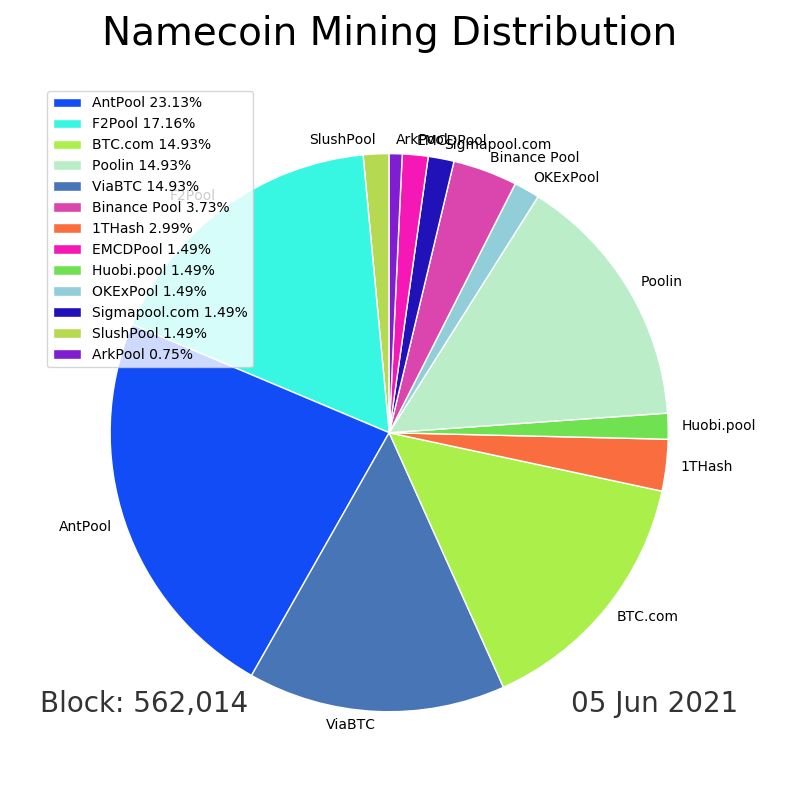 Namecoin Mining Distribution
AntPool 23.13%
F2Pool 17.16%
BTC.com 14.93%
Poolin 14.93%
ViaBTC 14.93%
Binance Pool 3.73%
1THash 2.99%
EMCDPool 1.49%
Huobi.pool 1.49%
OKExPool 1.49%
Sigmapool.com 1.49%
SlushPool 1.49%
ArkPool 0.75%
SlushPool
ArkPool
EMCDPool
Sigmapool.com
Binance Pool
OKExPool
F2Pool
Poolin
Huobi.pool
1THash
AntPool
BTC.com
ViaBTC
Block: 562,014
05 Jun 2021